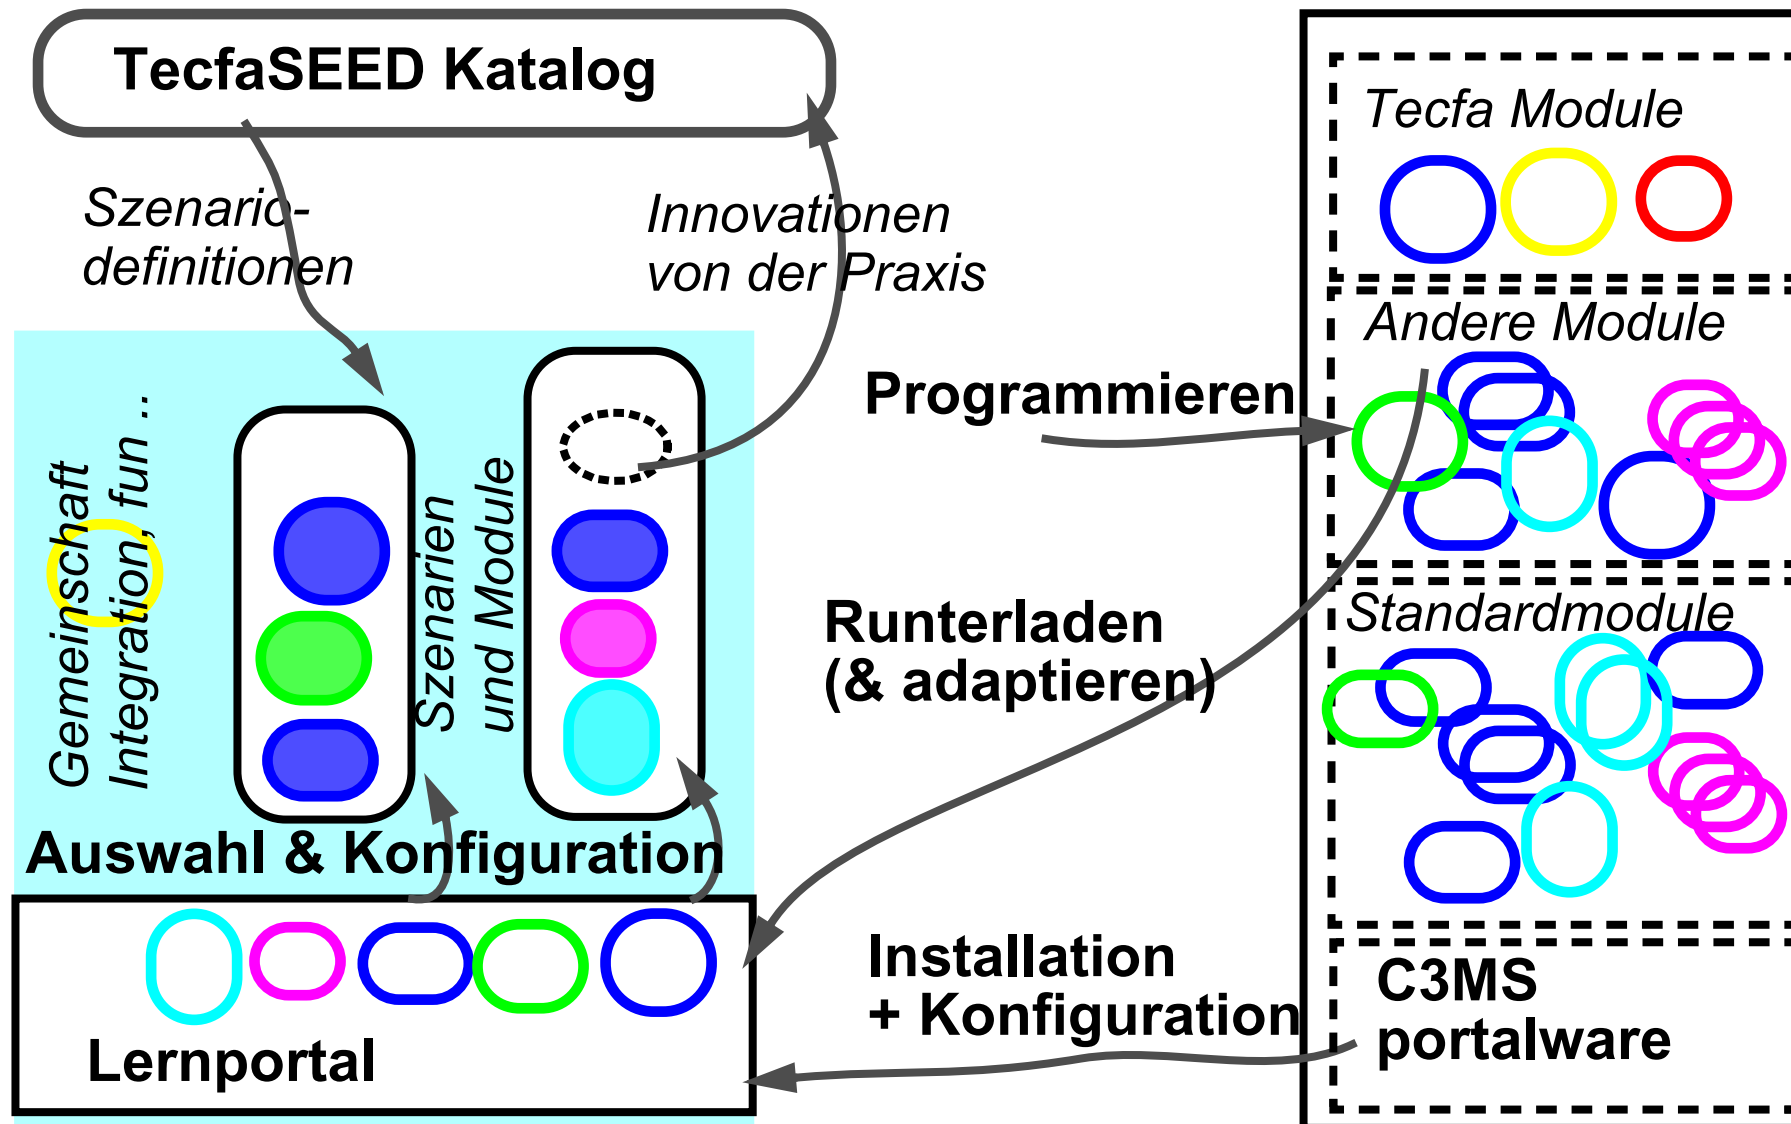 TecfaSEED Katalog
Szenario-
definitionen
Innovationen
von der Praxis
Gemeinschaft
Integration, fun ..
Szenarien
und Module
Auswahl & Konfiguration
Lernportal
Programmieren
Runterladen
(& adaptieren)
Installation
+ Konfiguration
Tecfa Module
Andere Module
Standardmodule
C3MS
portalware